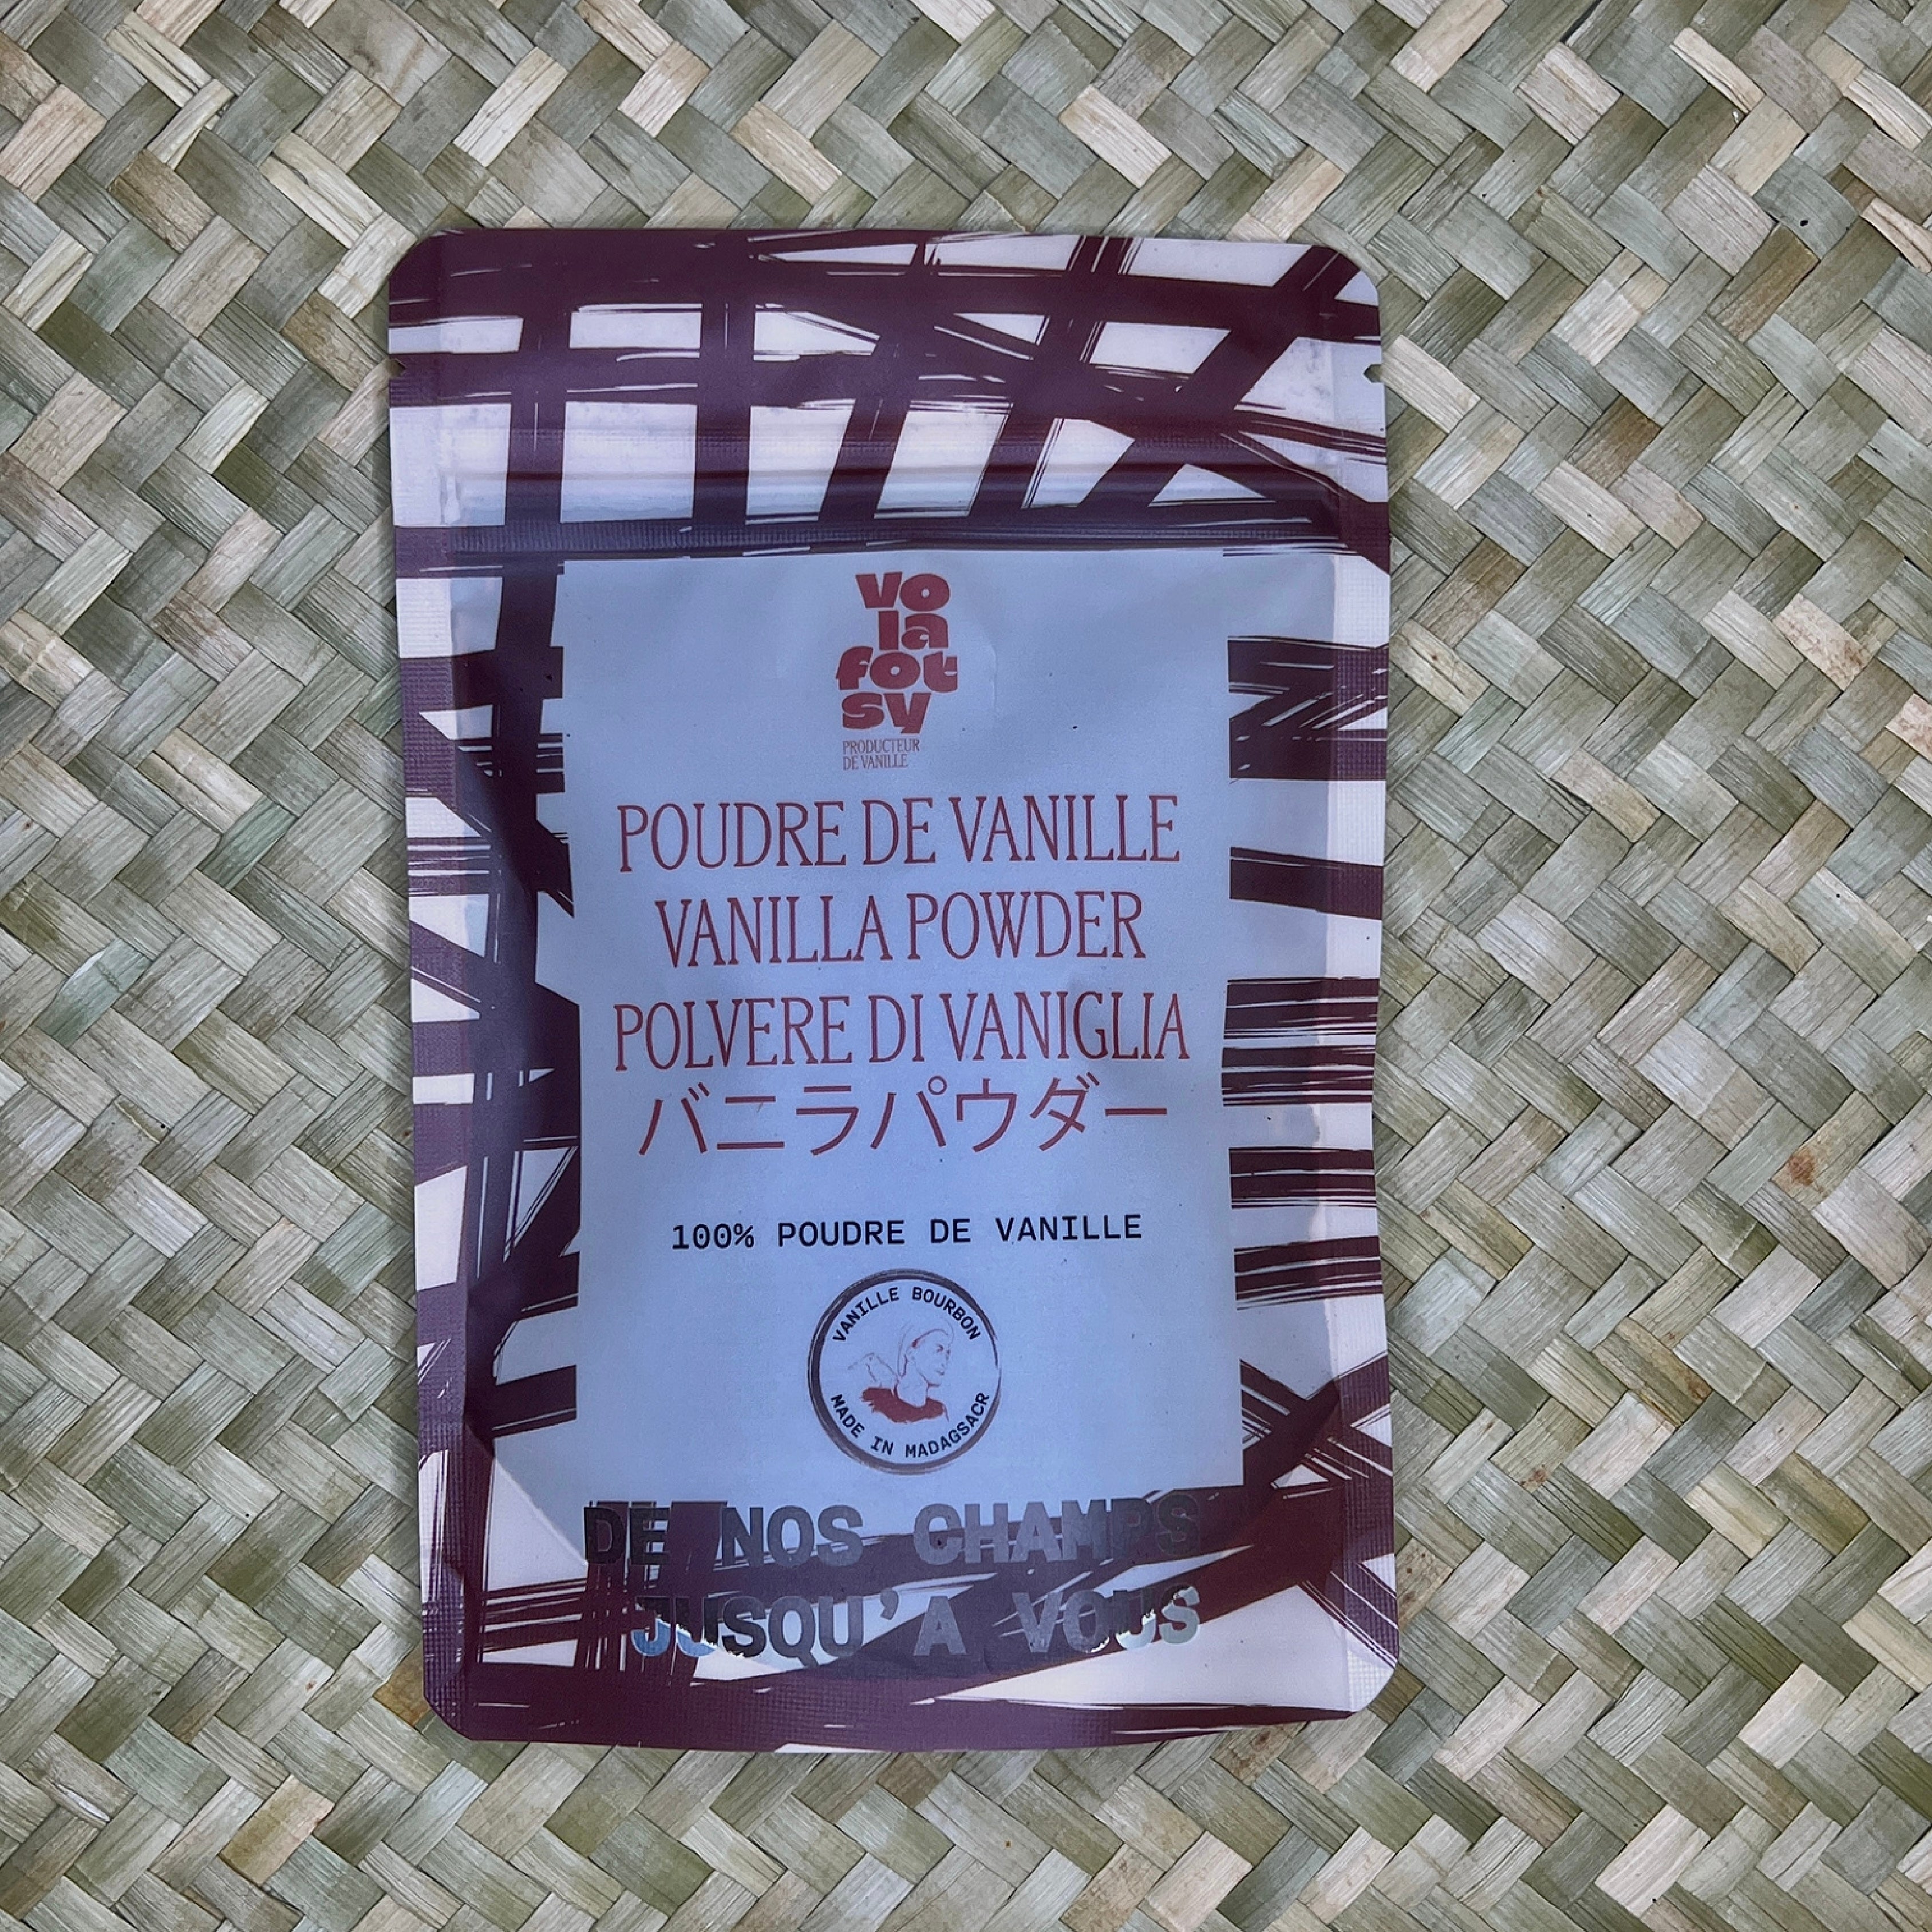 Vo
la
fot
sy
PRODUCTEUR
DE VANILLE
POUDRE DE VANILLE
VANILLA POWDER
POLVERE DI VANIGLIA
バニラパウダー
100% POUDRE DE VANILLE
VANILLE BOURBON
MADE IN MADAGSACR
DE NOS CHAMPS
JUSQU'A VOUS